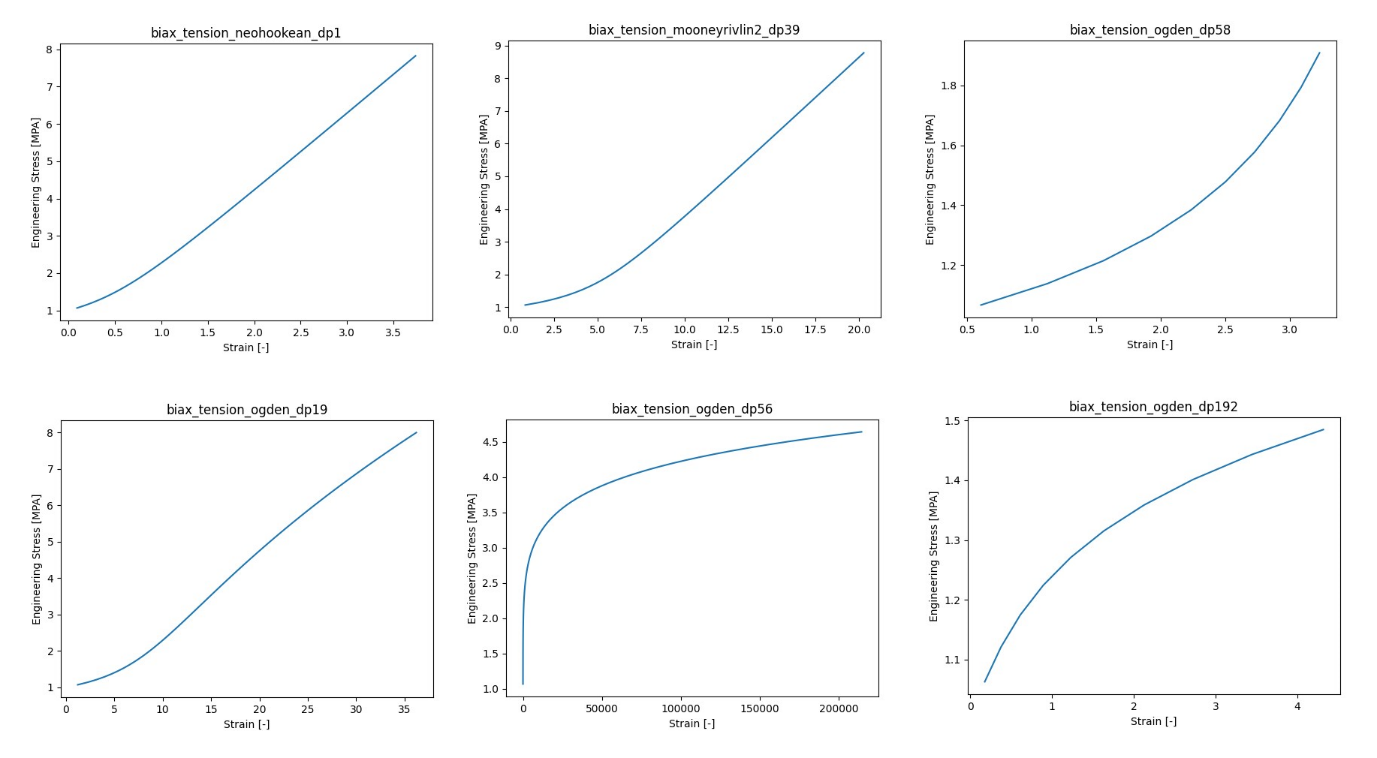 biax_tension_neohookean_dp1
8
7
6
5
4
3
2
1
Engineering Stress [MPA]
0.0 0.5 1.0 1.5 2.0 2.5 3.0 3.5
Strain [-]
biax_tension_mooneyrivlin2_dp39
9
8
7
6
5
4
3
2
1
Engineering Stress [MPA]
0.0 2.5 5.0 7.5 10.0 12.5 15.0 17.5 20.0
Strain [-]
biax_tension_ogden_dp58
1.8
1.6
1.4
1.2
Engineering Stress [MPA]
0.5 1.0 1.5 2.0 2.5 3.0
Strain [-]
biax_tension_ogden_dp19
8
7
6
5
4
3
2
1
Engineering Stress [MPA]
0 5 10 15 20 25 30 35
Strain [-]
biax_tension_ogden_dp56
4.5
4.0
3.5
3.0
2.5
2.0
1.5
1.0
Engineering Stress [MPA]
0 50000 100000 150000 200000
Strain [-]
biax_tension_ogden_dp192
1.5
1.4
1.3
1.2
1.1
Engineering Stress [MPA]
0 1 2 3 4
Strain [-]